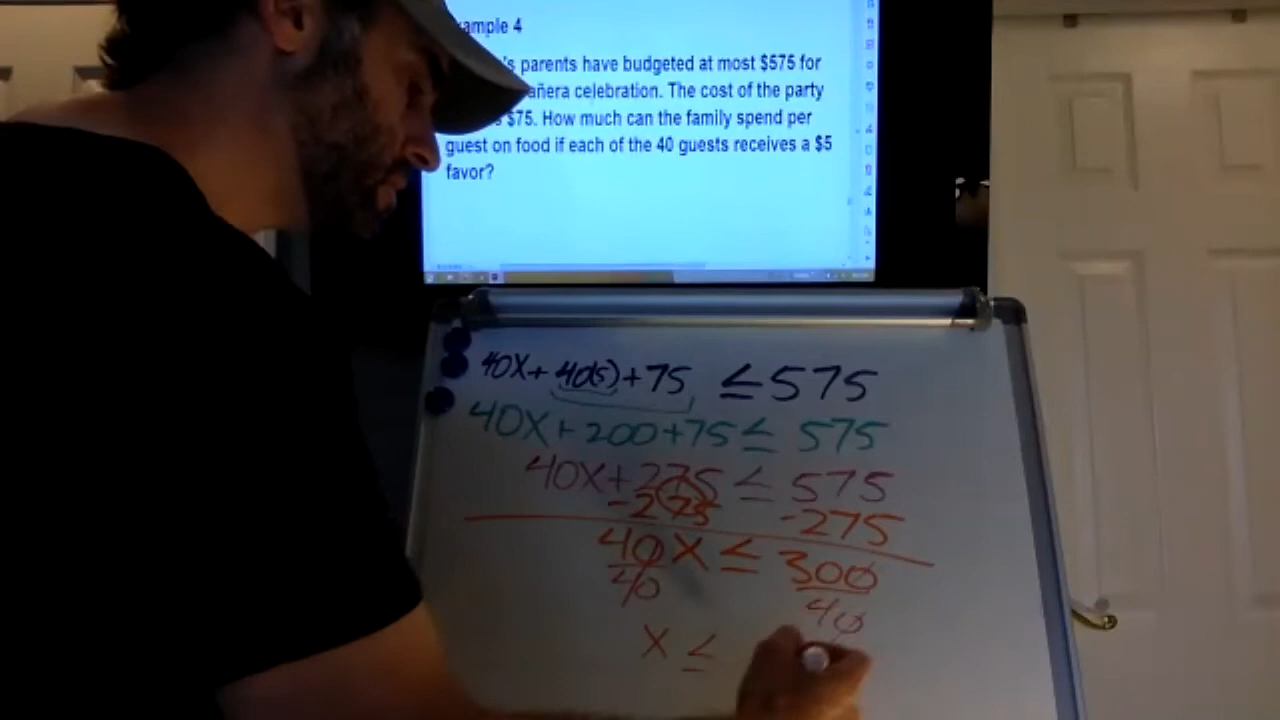 ample 4
's parents have budgeted at most $575 for
añera celebration. The cost of the party
$75. How much can the family spend per
guest on food if each of the 40 guests receives a $5
favor?
40X+40(5)+75 ≤575
40X+200+75≤ 575
40X+275 ≤ 575
-275 -275
40X ≤ 300
40 40
X ≤